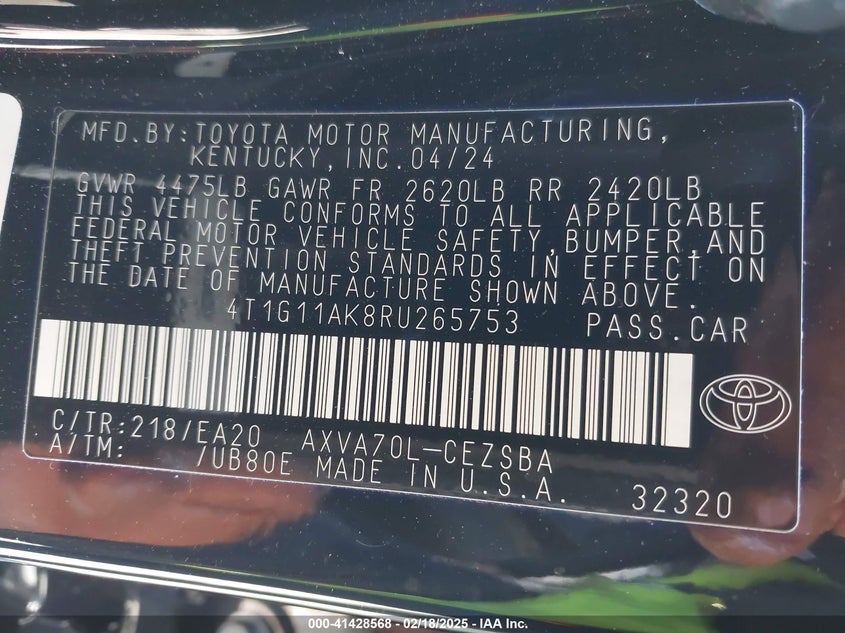 MFD.BY:TOYOTA MOTOR MANUFACTURING,
KENTUCKY,INC.04/24
GVWR 4475LB GAWR FR 2620LB RR 2420LB
THIS VEHICLE CONFORMS TO ALL APPLICABLE
FEDERAL MOTOR VEHICLE SAFETY,BUMPER,AND
THEFT PREVENTION STANDARDS IN EFFECT ON
THE DATE OF MANUFACTURE SHOWN ABOVE.
4T1G11AK8RU265753 PASS.CAR
C/TR:218/EA20 AXVA70L-CEZSBA
A/TM: /UB80E MADE IN U.S.A.
32320
000-41428568 - 02/18/2025 - IAA Inc.